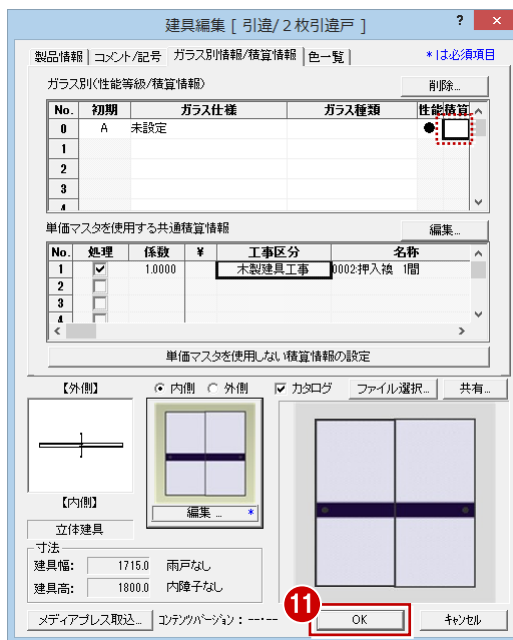 建具編集 [ 引違/２枚引違戸 ] ? ×
製品情報 コメント/記号 ガラス別情報/積算情報 色一覧 *は必須項目
ガラス別(性能等級/積算情報) 削除...
No. 初期 ガラス仕様 ガラス種類 性能 積算
0 A 未設定 ●
1
2
3
4
単価マスタを使用する共通積算情報 編集...
No. 処理 係数 ¥ 工事区分 名称
1 1.0000 木製建具工事 0002:押入襖 1間
2
3
4
単価マスタを使用しない積算情報の設定
【外側】 内側 外側 カタログ ファイル選択... 共有...
【内側】 編集 ... *
立体建具
寸法
建具幅: 1715.0 雨戸なし
建具高: 1800.0 内障子なし
11
メディアプレス取込... コンテンツバージョン：--・-- OK キャンセル